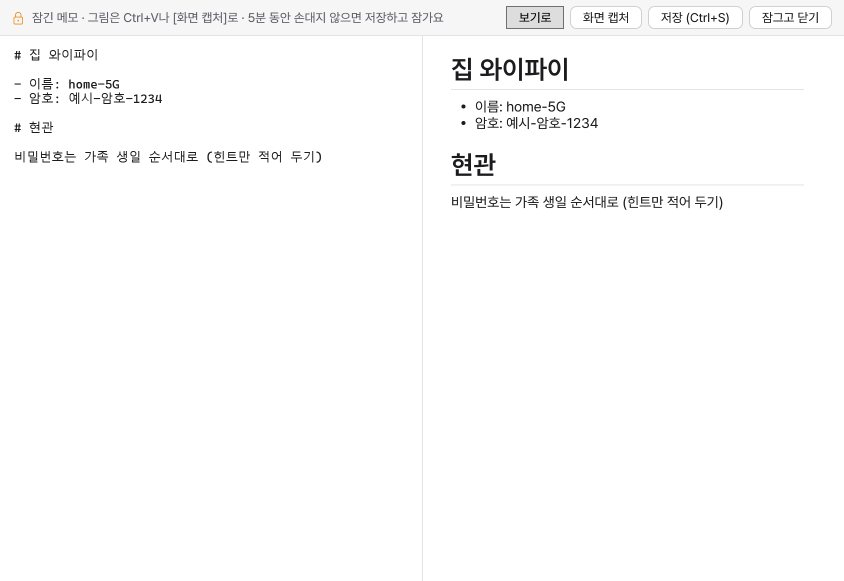 잠긴 메모 · 그림은 Ctrl+V나 [화면 캡처]로 · 5분 동안 손대지 않으면 저장하고 잠가요
보기로
화면 캡처
저장 (Ctrl+S)
잠그고 닫기
# 집 와이파이
- 이름: home-5G
- 암호: 예시-암호-1234
# 현관
비밀번호는 가족 생일 순서대로 (힌트만 적어 두기)
집 와이파이
• 이름: home-5G
• 암호: 예시-암호-1234
현관
비밀번호는 가족 생일 순서대로 (힌트만 적어 두기)